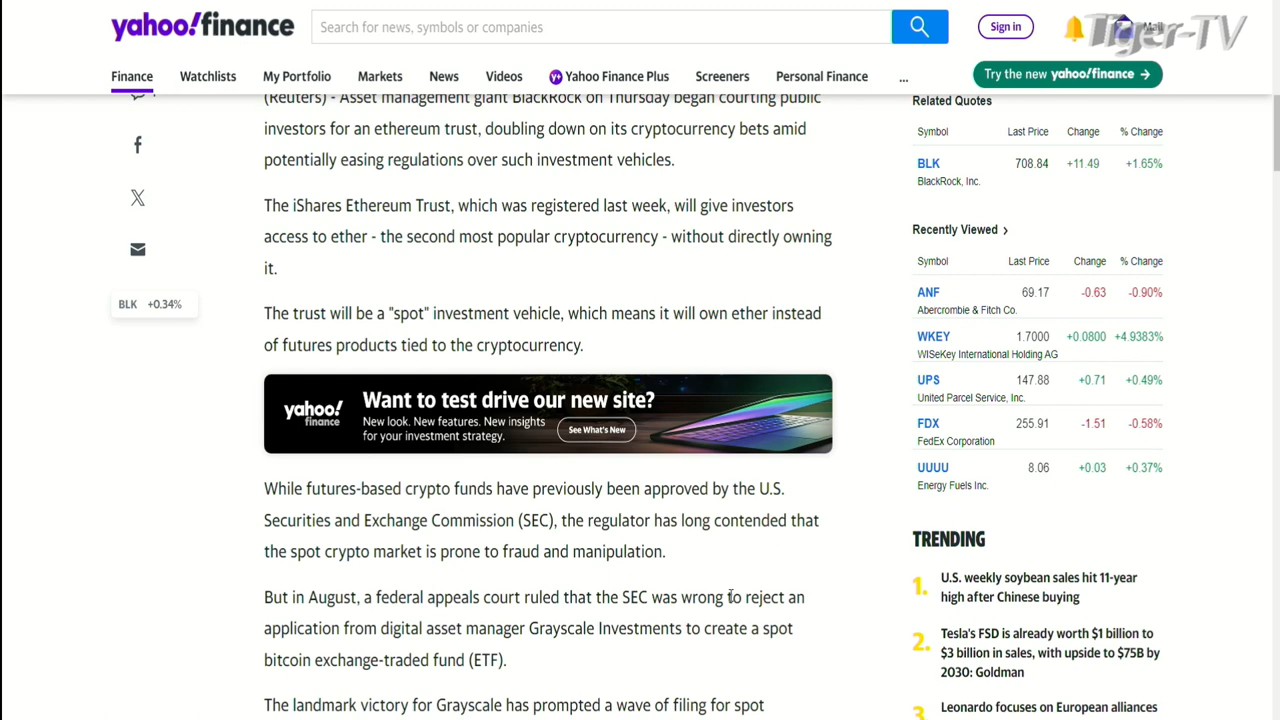 yahoo!finance
Search for news, symbols or companies
Sign in
Mail
Tiger-TV
Finance
Watchlists
My Portfolio
Markets
News
Videos
Yahoo Finance Plus
Screeners
Personal Finance
...
Try the new yahoo!finance →
(Reuters) - Asset management giant BlackRock on Thursday began courting public
investors for an ethereum trust, doubling down on its cryptocurrency bets amid
potentially easing regulations over such investment vehicles.
The iShares Ethereum Trust, which was registered last week, will give investors
access to ether - the second most popular cryptocurrency - without directly owning
it.
BLK +0.34%
The trust will be a "spot" investment vehicle, which means it will own ether instead
of futures products tied to the cryptocurrency.
yahoo!
finance
Want to test drive our new site?
New look. New features. New insights
for your investment strategy.
See What's New
While futures-based crypto funds have previously been approved by the U.S.
Securities and Exchange Commission (SEC), the regulator has long contended that
the spot crypto market is prone to fraud and manipulation.
But in August, a federal appeals court ruled that the SEC was wrong to reject an
application from digital asset manager Grayscale Investments to create a spot
bitcoin exchange-traded fund (ETF).
The landmark victory for Grayscale has prompted a wave of filing for spot
Related Quotes
Symbol Last Price Change % Change
BLK 708.84 +11.49 +1.65%
BlackRock, Inc.
Recently Viewed >
Symbol Last Price Change % Change
ANF 69.17 -0.63 -0.90%
Abercrombie & Fitch Co.
WKEY 1.7000 +0.0800 +4.9383%
WISeKey International Holding AG
UPS 147.88 +0.71 +0.49%
United Parcel Service, Inc.
FDX 255.91 -1.51 -0.58%
FedEx Corporation
UUUU 8.06 +0.03 +0.37%
Energy Fuels Inc.
TRENDING
1. U.S. weekly soybean sales hit 11-year
high after Chinese buying
2. Tesla's FSD is already worth $1 billion to
$3 billion in sales, with upside to $75B by
2030: Goldman
3. Leonardo focuses on European alliances